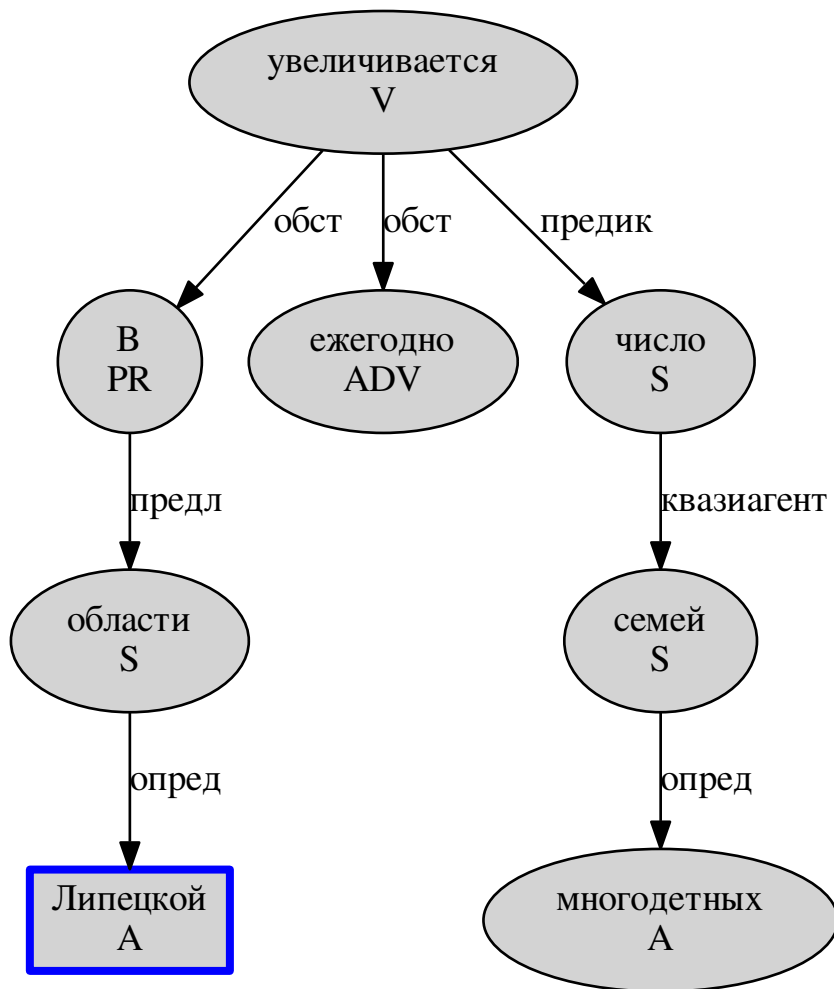 увеличивается
V
обст
обст
предик
В
PR
ежегодно
ADV
число
S
предл
квазиагент
области
S
семей
S
опред
опред
Липецкой
A
многодетных
A